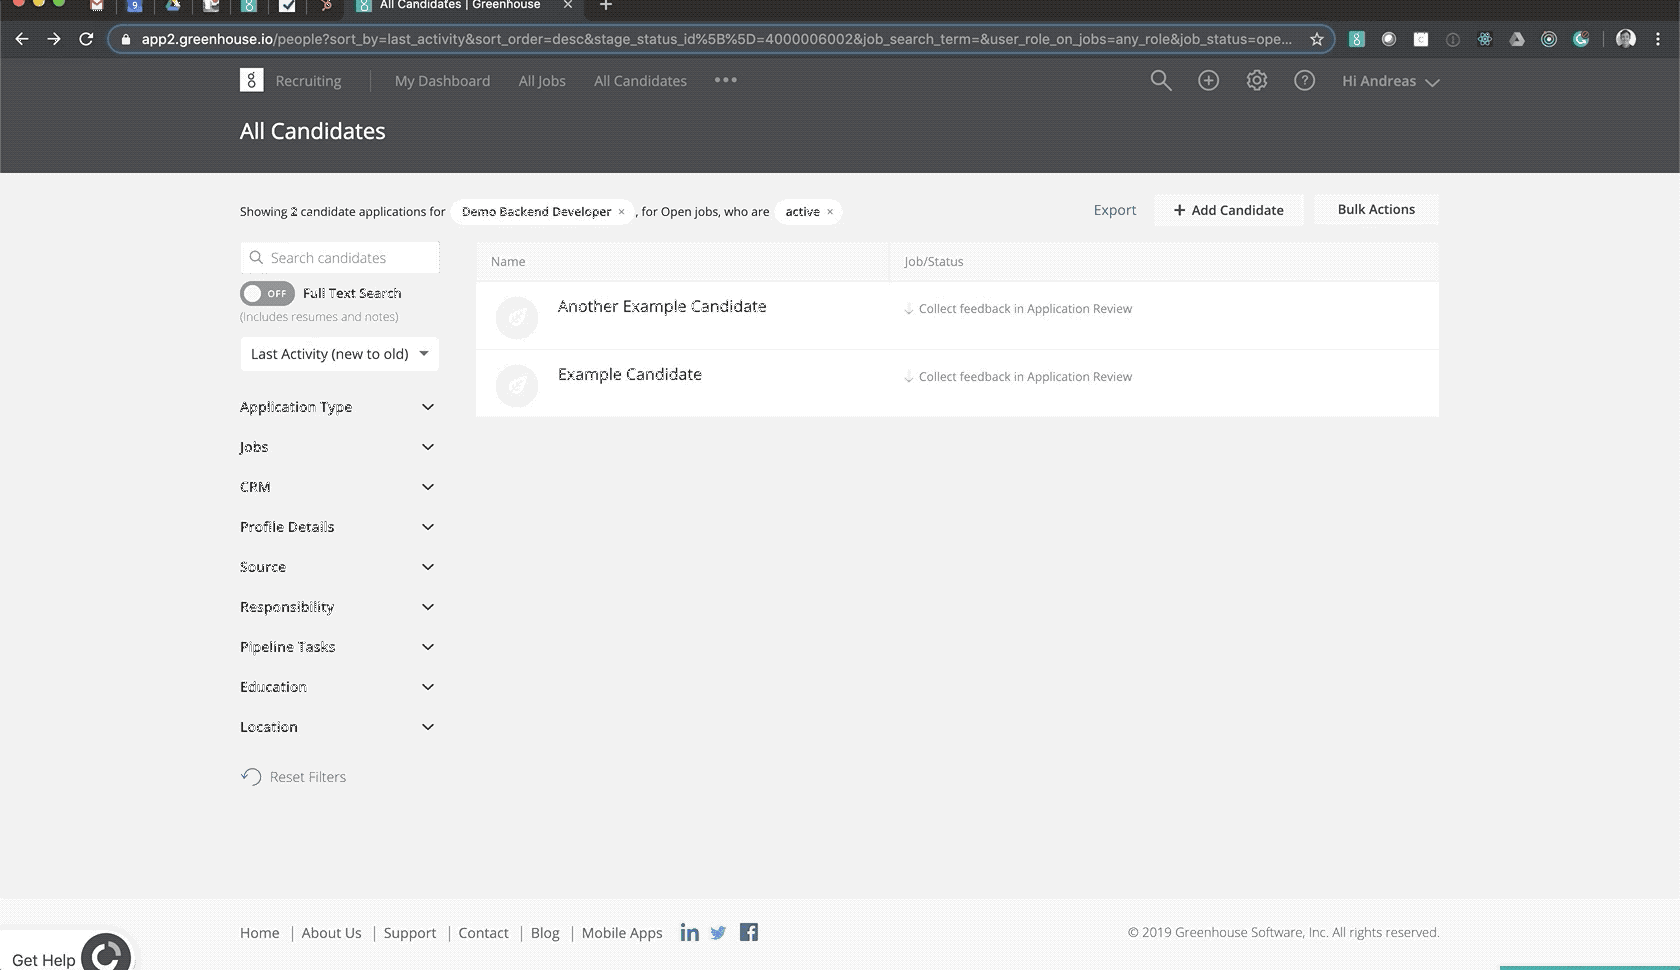 All Candidates | Greenhouse
app2.greenhouse.io/people?sort_by=last_activity&sort_order=desc&stage_status_id%5B%5D=4000006002&job_search_term=&user_role_on_jobs=any_role&job_status=ope...
Recruiting My Dashboard All Jobs All Candidates ••• Hi Andreas
All Candidates
Showing 2 candidate applications for Demo Backend Developer × , for Open jobs, who are active × Export + Add Candidate Bulk Actions
Search candidates
OFF Full Text Search
(Includes resumes and notes)
Last Activity (new to old)
Application Type
Jobs
CRM
Profile Details
Source
Responsibility
Pipeline Tasks
Education
Location
Reset Filters
Name Job/Status
Another Example Candidate Collect feedback in Application Review
Example Candidate Collect feedback in Application Review
Home | About Us | Support | Contact | Blog | Mobile Apps © 2019 Greenhouse Software, Inc. All rights reserved.
Get Help